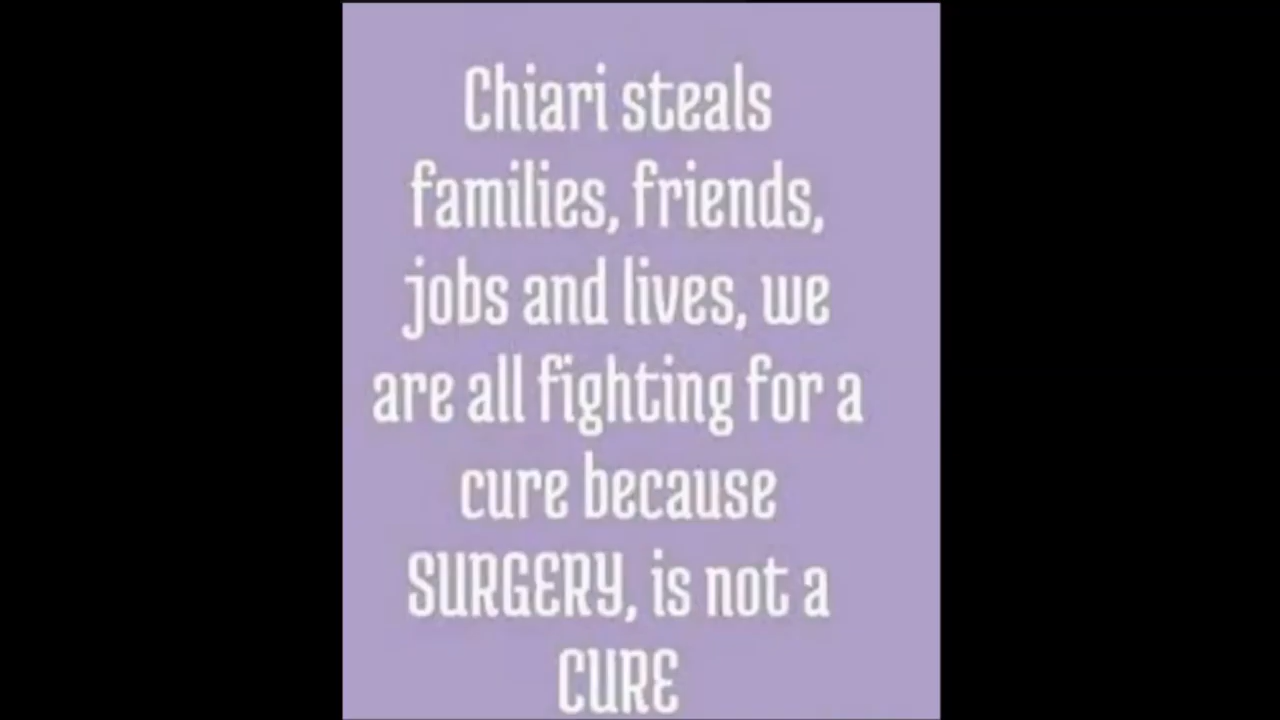 Chiari steals
families, friends,
jobs and lives, we
are all fighting for a
cure because
SURGERY, is not a
CURE